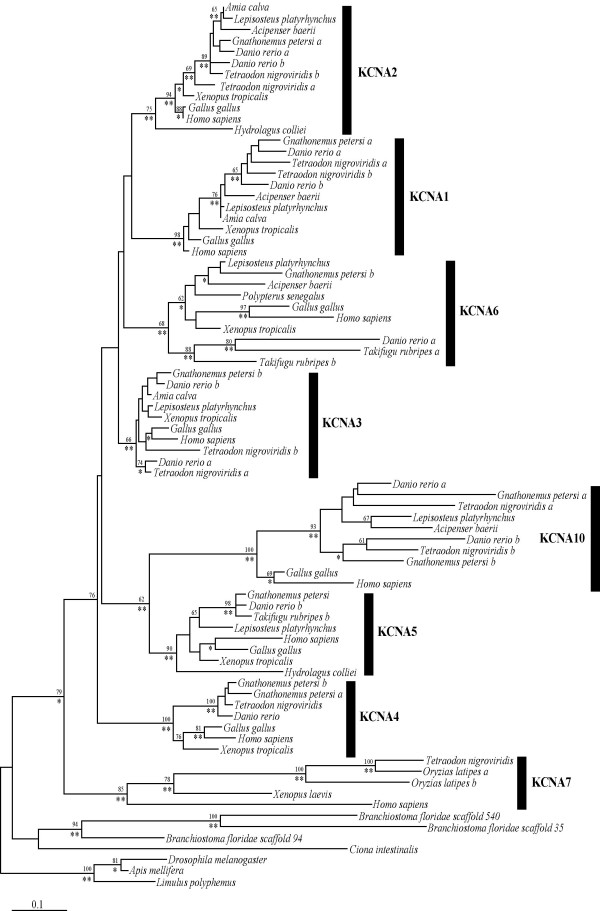 65
**
Amia calva
Lepisosteus platyrhynchus
Acipenser baerii
Gnathonemus petersi a
Danio rerio a
89
**
Danio rerio b
69
**
Tetraodon nigroviridis b
Tetraodon nigroviridis a
*
Xenopus tropicalis
94
**
88
*
Gallus gallus
Homo sapiens
75
**
Hydrolagus colliei
KCNA2
Gnathonemus petersi a
Danio rerio a
Tetraodon nigroviridis a
65
**
Tetraodon nigroviridis b
Danio rerio b
76
**
Acipenser baerii
Lepisosteus platyrhynchus
Amia calva
Xenopus tropicalis
98
**
Gallus gallus
Homo sapiens
KCNA1
Lepisosteus platyrhynchus
Gnathonemus petersi b
*
Acipenser baerii
Polypterus senegalus
62
*
97
**
Gallus gallus
Homo sapiens
Xenopus tropicalis
68
**
80
**
Danio rerio a
Takifugu rubripes a
88
**
Takifugu rubripes b
KCNA6
Gnathonemus petersi b
Danio rerio b
Amia calva
Lepisosteus platyrhynchus
Xenopus tropicalis
Gallus gallus
*
Homo sapiens
66
**
Tetraodon nigroviridis b
74
*
Danio rerio a
Tetraodon nigroviridis a
KCNA3
Danio rerio a
Gnathonemus petersi a
Tetraodon nigroviridis a
67
Lepisosteus platyrhynchus
Acipenser baerii
93
**
61
Danio rerio b
Tetraodon nigroviridis b
*
Gnathonemus petersi b
100
**
69
*
Gallus gallus
Homo sapiens
KCNA10
76
62
**
Gnathonemus petersi
98
**
Danio rerio b
Takifugu rubripes b
65
Lepisosteus platyrhynchus
Homo sapiens
*
Gallus gallus
90
**
Xenopus tropicalis
Hydrolagus colliei
KCNA5
Gnathonemus petersi b
Gnathonemus petersi a
100
**
Tetraodon nigroviridis
Danio rerio
100
**
81
**
Gallus gallus
Homo sapiens
76
Xenopus tropicalis
KCNA4
79
*
100
**
Tetraodon nigroviridis
Oryzias latipes a
100
**
Oryzias latipes b
78
**
Xenopus laevis
85
**
Homo sapiens
KCNA7
100
**
Branchiostoma floridae scaffold 540
Branchiostoma floridae scaffold 35
94
**
Branchiostoma floridae scaffold 94
Ciona intestinalis
81
*
Drosophila melanogaster
Apis mellifera
100
**
Limulus polyphemus
0.1